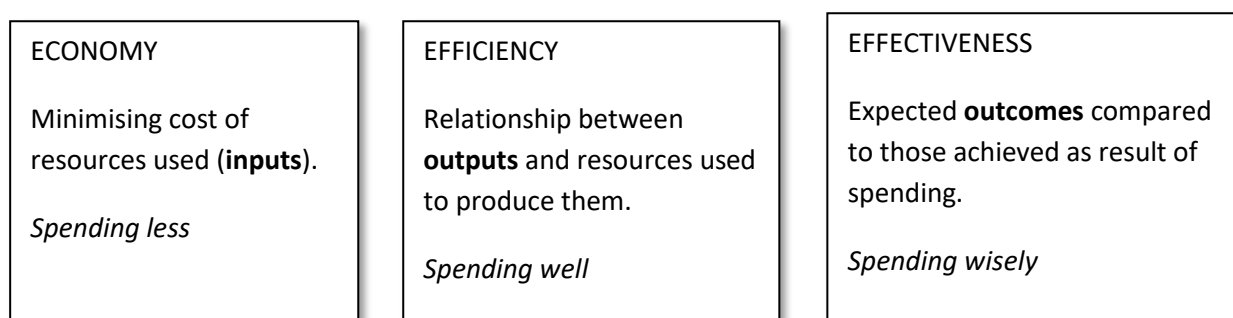 ECONOMY
Minimising cost of
resources used (inputs).
Spending less
EFFICIENCY
Relationship between
outputs and resources used
to produce them.
Spending well
EFFECTIVENESS
Expected outcomes compared
to those achieved as result of
spending.
Spending wisely